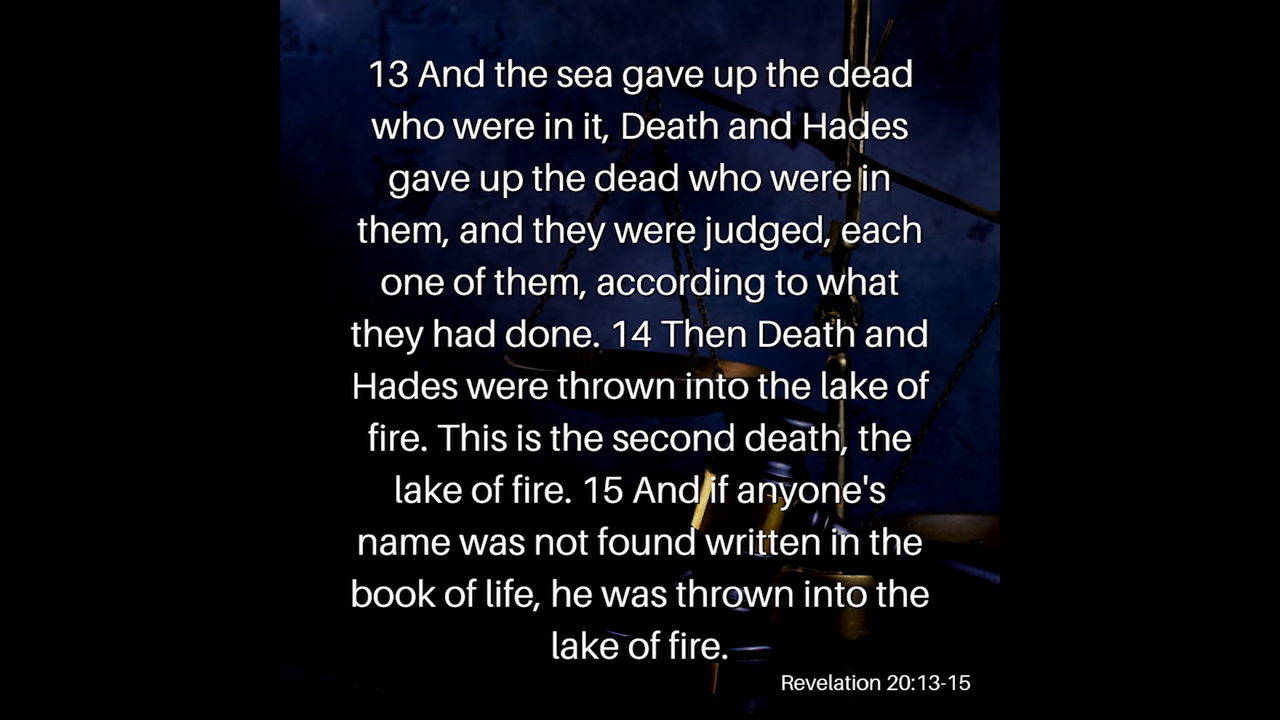 13 And the sea gave up the dead
who were in it, Death and Hades
gave up the dead who were in
them, and they were judged, each
one of them, according to what
they had done. 14 Then Death and
Hades were thrown into the lake of
fire. This is the second death, the
lake of fire. 15 And if anyone's
name was not found written in the
book of life, he was thrown into the
lake of fire.
Revelation 20:13-15